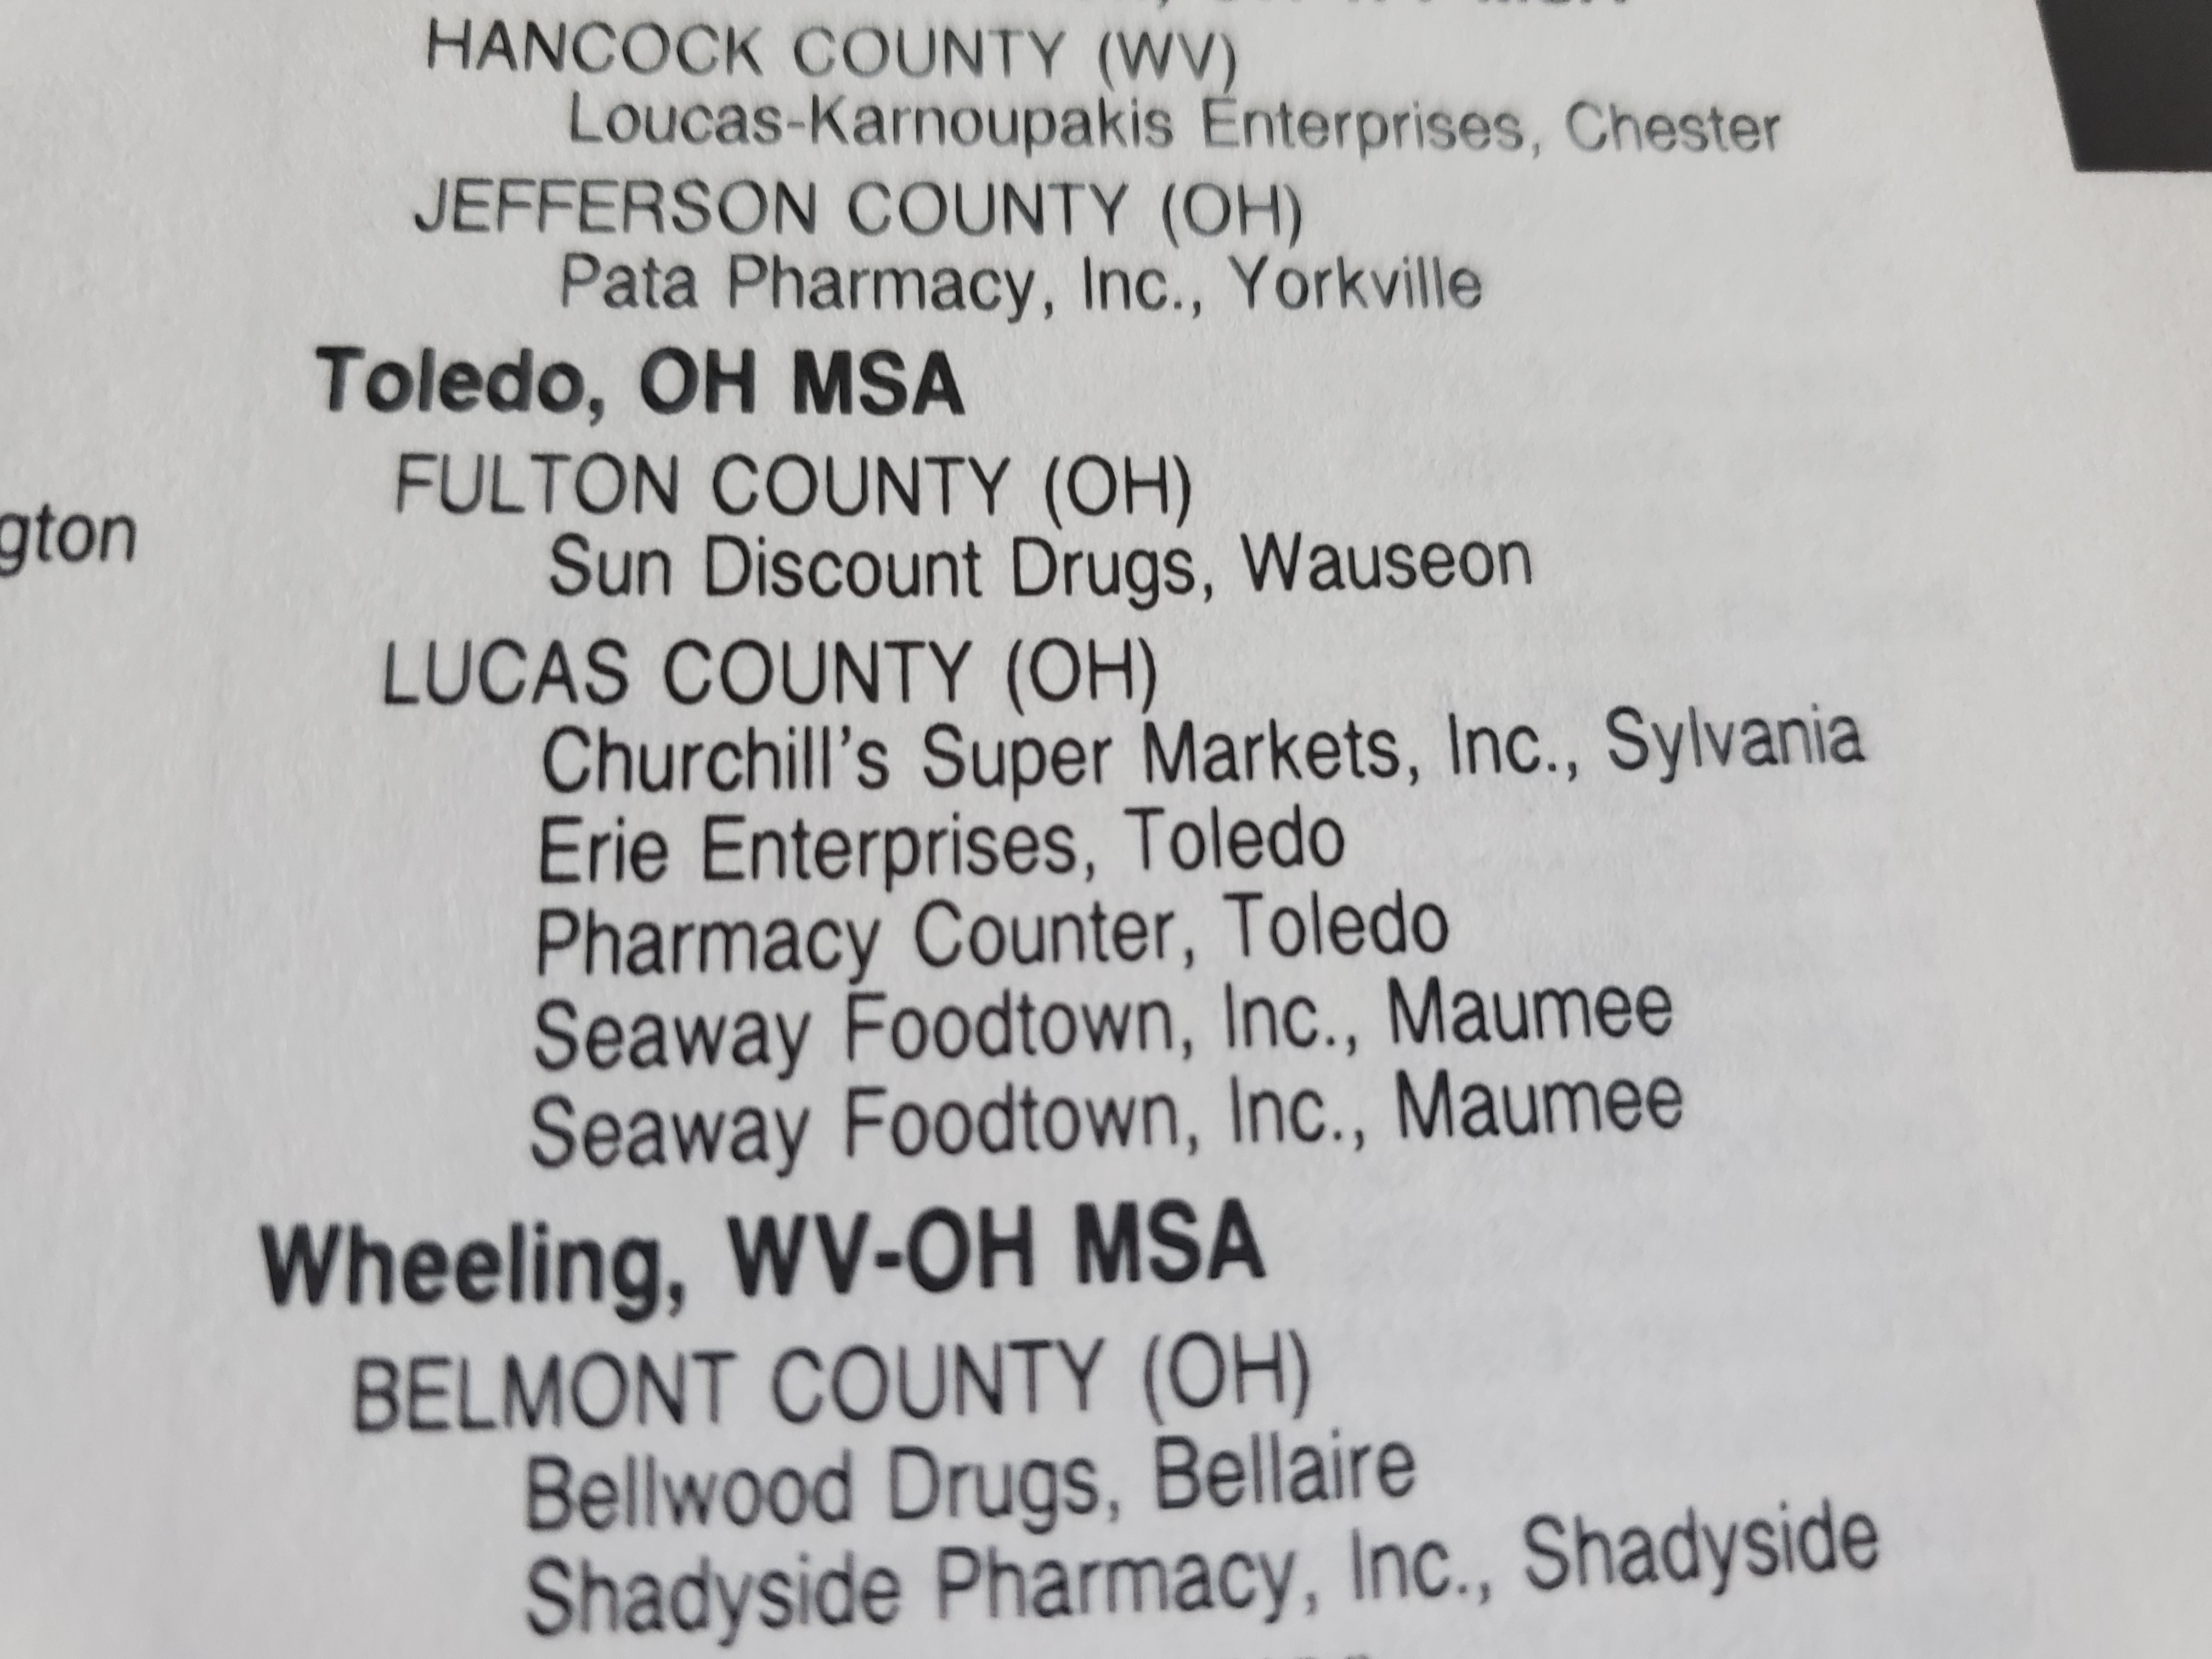 HANCOCK COUNTY (WV)
Loucas-Karnoupakis Enterprises, Chester
JEFFERSON COUNTY (OH)
Pata Pharmacy, Inc., Yorkville
Toledo, OH MSA
FULTON COUNTY (OH)
gton
Sun Discount Drugs, Wauseon
LUCAS COUNTY (OH)
Churchill's Super Markets, Inc., Sylvania
Erie Enterprises, Toledo
Pharmacy Counter, Toledo
Seaway Foodtown, Inc., Maumee
Seaway Foodtown, Inc., Maumee
Wheeling, WV-OH MSA
BELMONT COUNTY (OH)
Bellwood Drugs, Bellaire
Shadyside Pharmacy, Inc., Shadyside